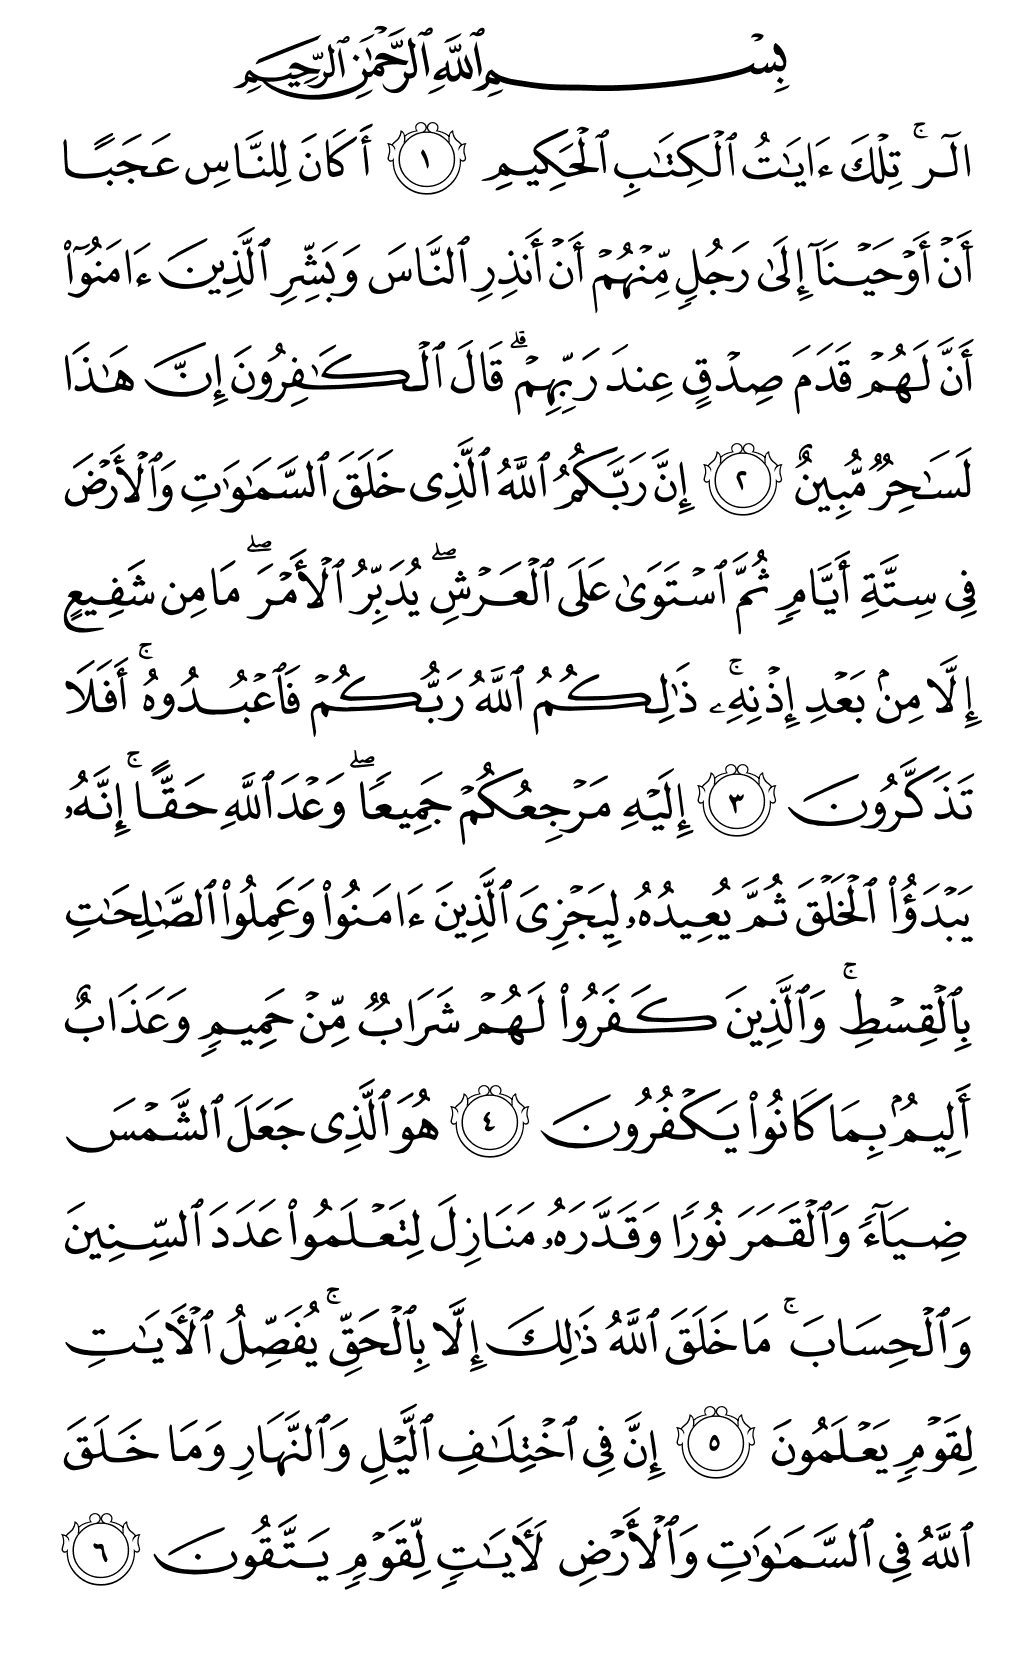 بِسۡمِ ٱللَّهِ ٱلرَّحۡمَٰنِ ٱلرَّحِيمِ
الٓرۚ تِلۡكَ ءَايَٰتُ ٱلۡكِتَٰبِ ٱلۡحَكِيمِ ١ أَكَانَ لِلنَّاسِ عَجَبًا
أَنۡ أَوۡحَيۡنَآ إِلَىٰ رَجُلٖ مِّنۡهُمۡ أَنۡ أَنذِرِ ٱلنَّاسَ وَبَشِّرِ ٱلَّذِينَ ءَامَنُوٓاْ
أَنَّ لَهُمۡ قَدَمَ صِدۡقٍ عِندَ رَبِّهِمۡۗ قَالَ ٱلۡكَٰفِرُونَ إِنَّ هَٰذَا
لَسَٰحِرٞ مُّبِينٌ ٢ إِنَّ رَبَّكُمُ ٱللَّهُ ٱلَّذِي خَلَقَ ٱلسَّمَٰوَٰتِ وَٱلۡأَرۡضَ
فِي سِتَّةِ أَيَّامٖ ثُمَّ ٱسۡتَوَىٰ عَلَى ٱلۡعَرۡشِۖ يُدَبِّرُ ٱلۡأَمۡرَۖ مَا مِن شَفِيعٍ
إِلَّا مِنۢ بَعۡدِ إِذۡنِهِۦۚ ذَٰلِكُمُ ٱللَّهُ رَبُّكُمۡ فَٱعۡبُدُوهُۚ أَفَلَا
تَذَكَّرُونَ ٣ إِلَيۡهِ مَرۡجِعُكُمۡ جَمِيعٗاۖ وَعۡدَ ٱللَّهِ حَقًّاۚ إِنَّهُۥ
يَبۡدَؤُاْ ٱلۡخَلۡقَ ثُمَّ يُعِيدُهُۥ لِيَجۡزِيَ ٱلَّذِينَ ءَامَنُواْ وَعَمِلُواْ ٱلصَّٰلِحَٰتِ
بِٱلۡقِسۡطِۚ وَٱلَّذِينَ كَفَرُواْ لَهُمۡ شَرَابٞ مِّنۡ حَمِيمٖ وَعَذَابٌ
أَلِيمُۢ بِمَا كَانُواْ يَكۡفُرُونَ ٤ هُوَ ٱلَّذِي جَعَلَ ٱلشَّمۡسَ
ضِيَآءٗ وَٱلۡقَمَرَ نُورٗا وَقَدَّرَهُۥ مَنَازِلَ لِتَعۡلَمُواْ عَدَدَ ٱلسِّنِينَ
وَٱلۡحِسَابَۚ مَا خَلَقَ ٱللَّهُ ذَٰلِكَ إِلَّا بِٱلۡحَقِّۚ يُفَصِّلُ ٱلۡأٓيَٰتِ
لِقَوۡمٖ يَعۡلَمُونَ ٥ إِنَّ فِي ٱخۡتِلَٰفِ ٱلَّيۡلِ وَٱلنَّهَارِ وَمَا خَلَقَ
ٱللَّهُ فِي ٱلسَّمَٰوَٰتِ وَٱلۡأَرۡضِ لَأٓيَٰتٖ لِّقَوۡمٖ يَتَّقُونَ ٦